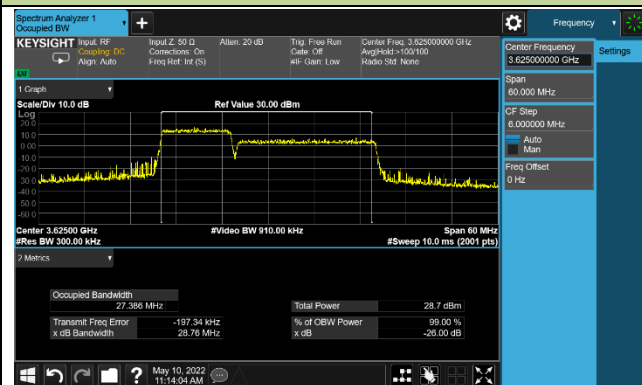 Spectrum Analyzer 1
Occupied BW
Frequency
KEYSIGHT
Input: RF
Coupling: DC
Align: Auto
Input Z: 50 Ω
Corrections: On
Freq Ref: Int (S)
Atten: 20 dB
Trig: Free Run
Gate: Off
#IF Gain: Low
Center Freq: 3.625000000 GHz
Avg|Hold:>100/100
Radio Std: None
LXI
Center Frequency
3.625000000 GHz
Settings
Span
60.000 MHz
CF Step
6.000000 MHz
Auto
Man
Freq Offset
0 Hz
1 Graph
Scale/Div 10.0 dB
Ref Value 30.00 dBm
Log
20.0
10.0
0.00
-10.0
-20.0
-30.0
-40.0
-50.0
-60.0
Center 3.62500 GHz
#Video BW 910.00 kHz
Span 60 MHz
#Res BW 300.00 kHz
#Sweep 10.0 ms (2001 pts)
2 Metrics
Occupied Bandwidth
27.386 MHz
Total Power
28.7 dBm
Transmit Freq Error
-197.34 kHz
% of OBW Power
99.00 %
x dB Bandwidth
28.76 MHz
x dB
-26.00 dB
May 10, 2022
11:14:04 AM